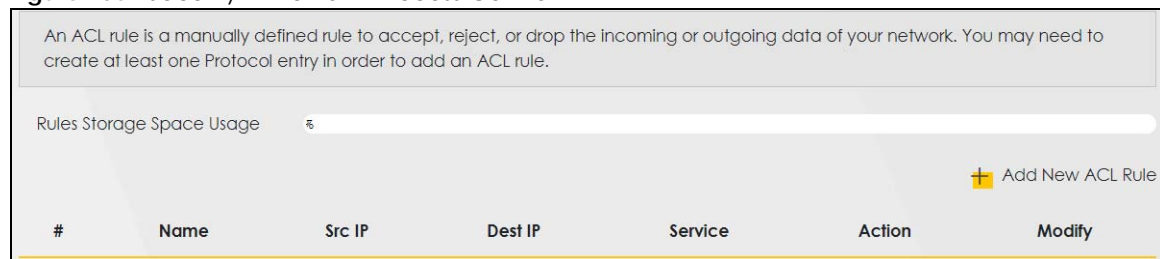 An ACL rule is a manually defined rule to accept, reject, or drop the incoming or outgoing data of your network. You may need to
create at least one Protocol entry in order to add an ACL rule.
Rules Storage Space Usage %
+ Add New ACL Rule
# Name Src IP Dest IP Service Action Modify